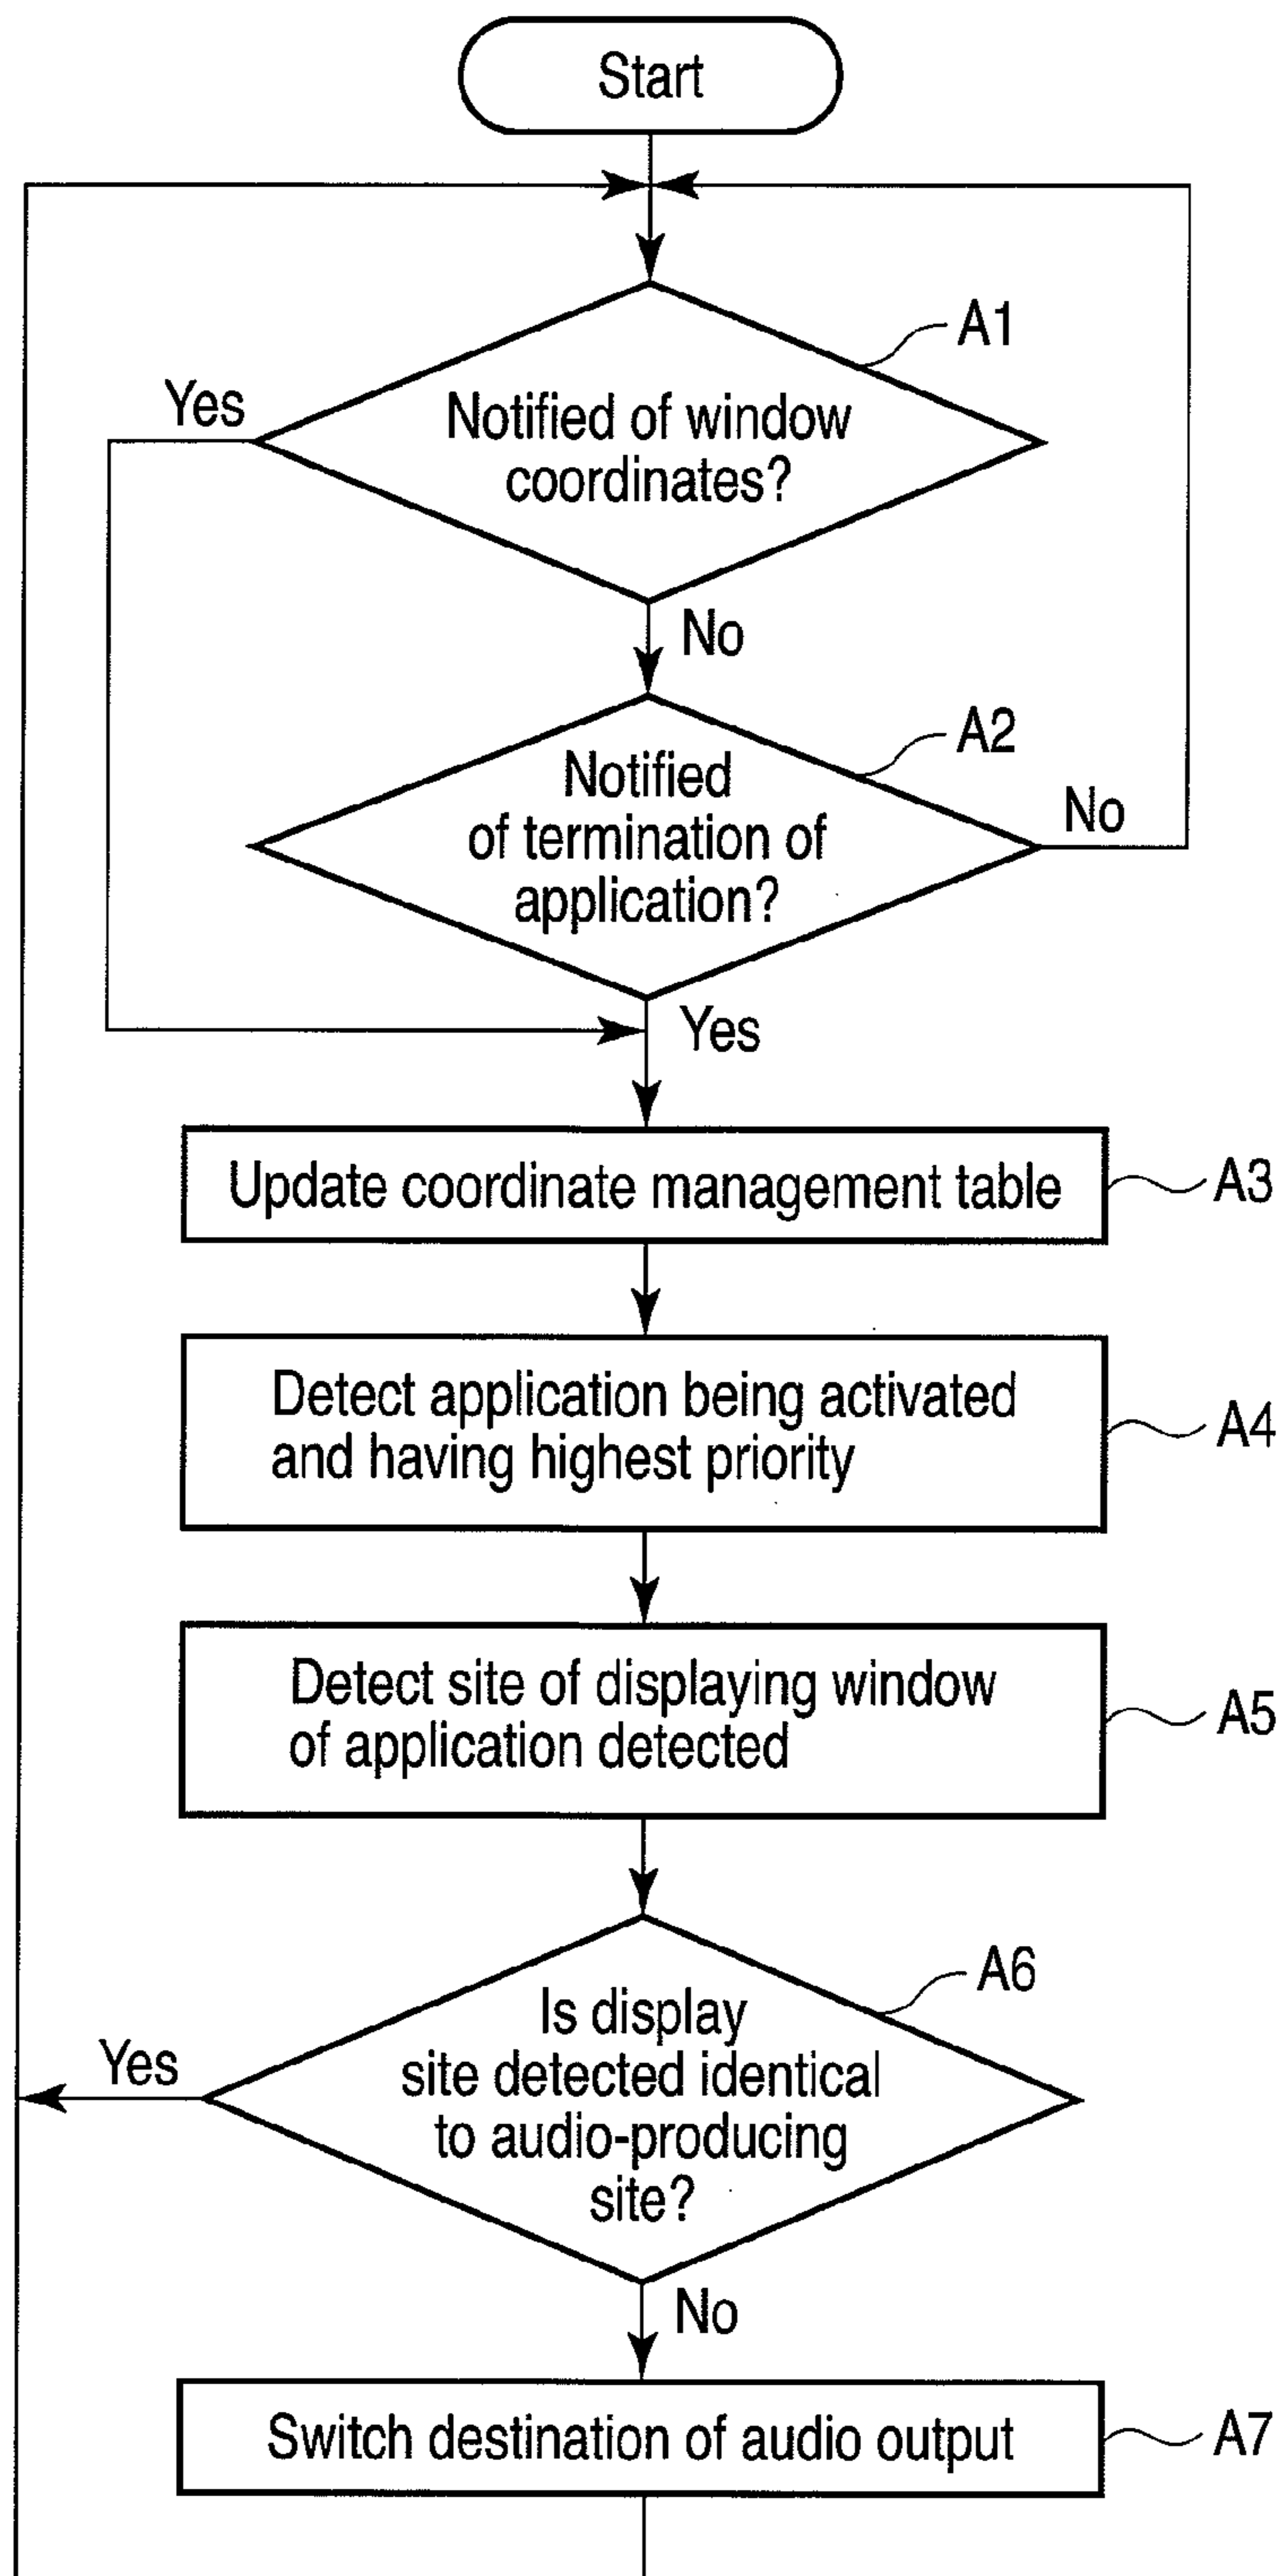 Start
A1
Yes
Notified of window
coordinates?
No
A2
Notified
of termination of
application?
No
Yes
Update coordinate management table
A3
Detect application being activated
and having highest priority
A4
Detect site of displaying window
of application detected
A5
A6
Is display
site detected identical
to audio-producing
site?
Yes
No
Switch destination of audio output
A7